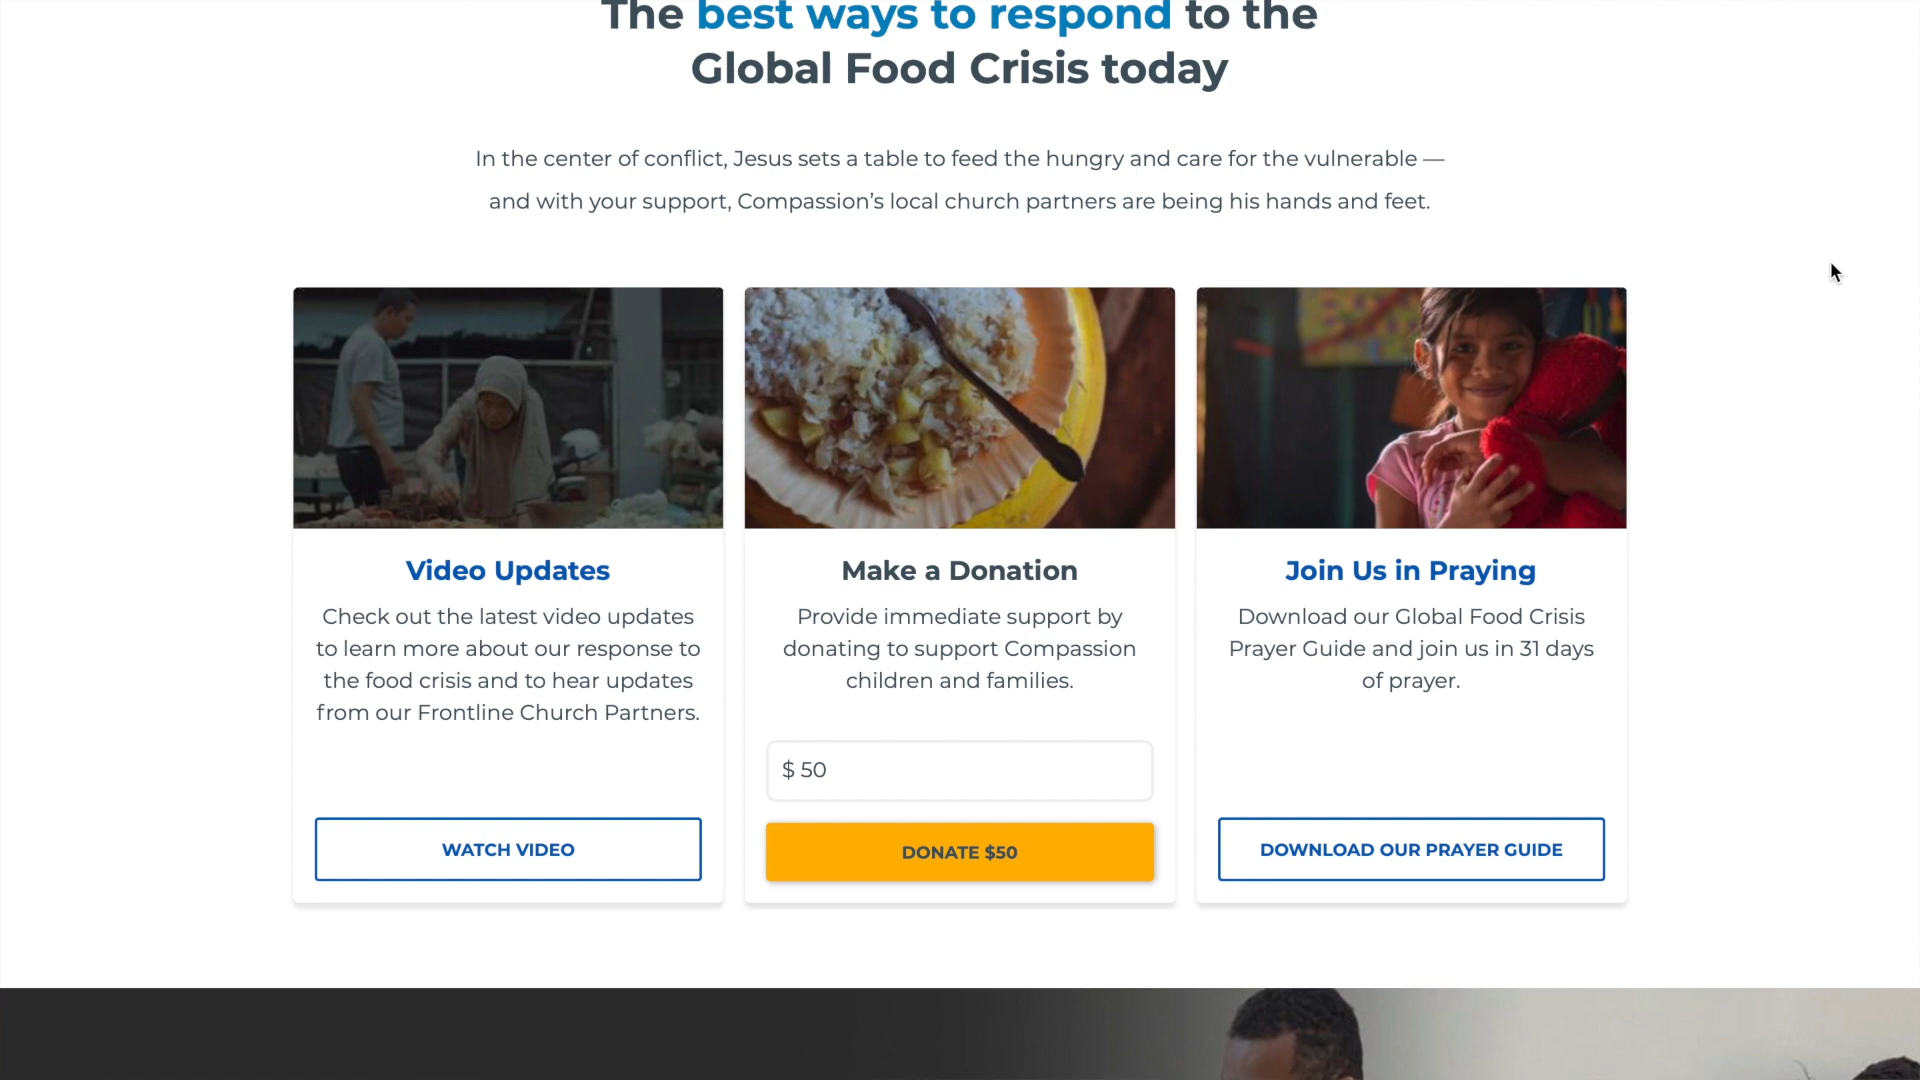 The best ways to respond to the
Global Food Crisis today
In the center of conflict, Jesus sets a table to feed the hungry and care for the vulnerable —
and with your support, Compassion’s local church partners are being his hands and feet.
Video Updates
Check out the latest video updates
to learn more about our response to
the food crisis and to hear updates
from our Frontline Church Partners.
WATCH VIDEO
Make a Donation
Provide immediate support by
donating to support Compassion
children and families.
$ 50
DONATE $50
Join Us in Praying
Download our Global Food Crisis
Prayer Guide and join us in 31 days
of prayer.
DOWNLOAD OUR PRAYER GUIDE